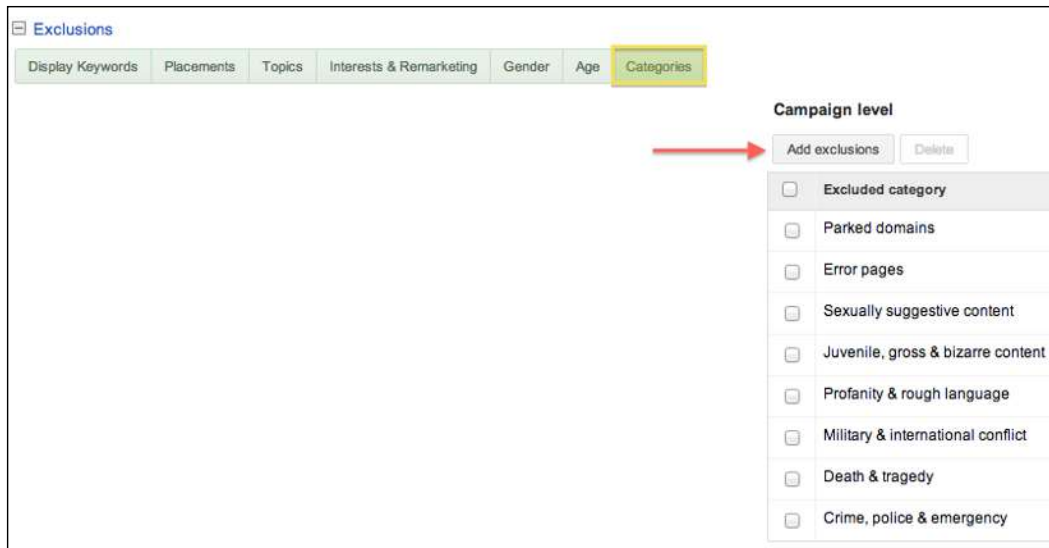 Exclusions
Display Keywords Placements Topics Interests & Remarketing Gender Age Categories
Campaign level
Add exclusions Delete
Excluded category
Parked domains
Error pages
Sexually suggestive content
Juvenile, gross & bizarre content
Profanity & rough language
Military & international conflict
Death & tragedy
Crime, police & emergency